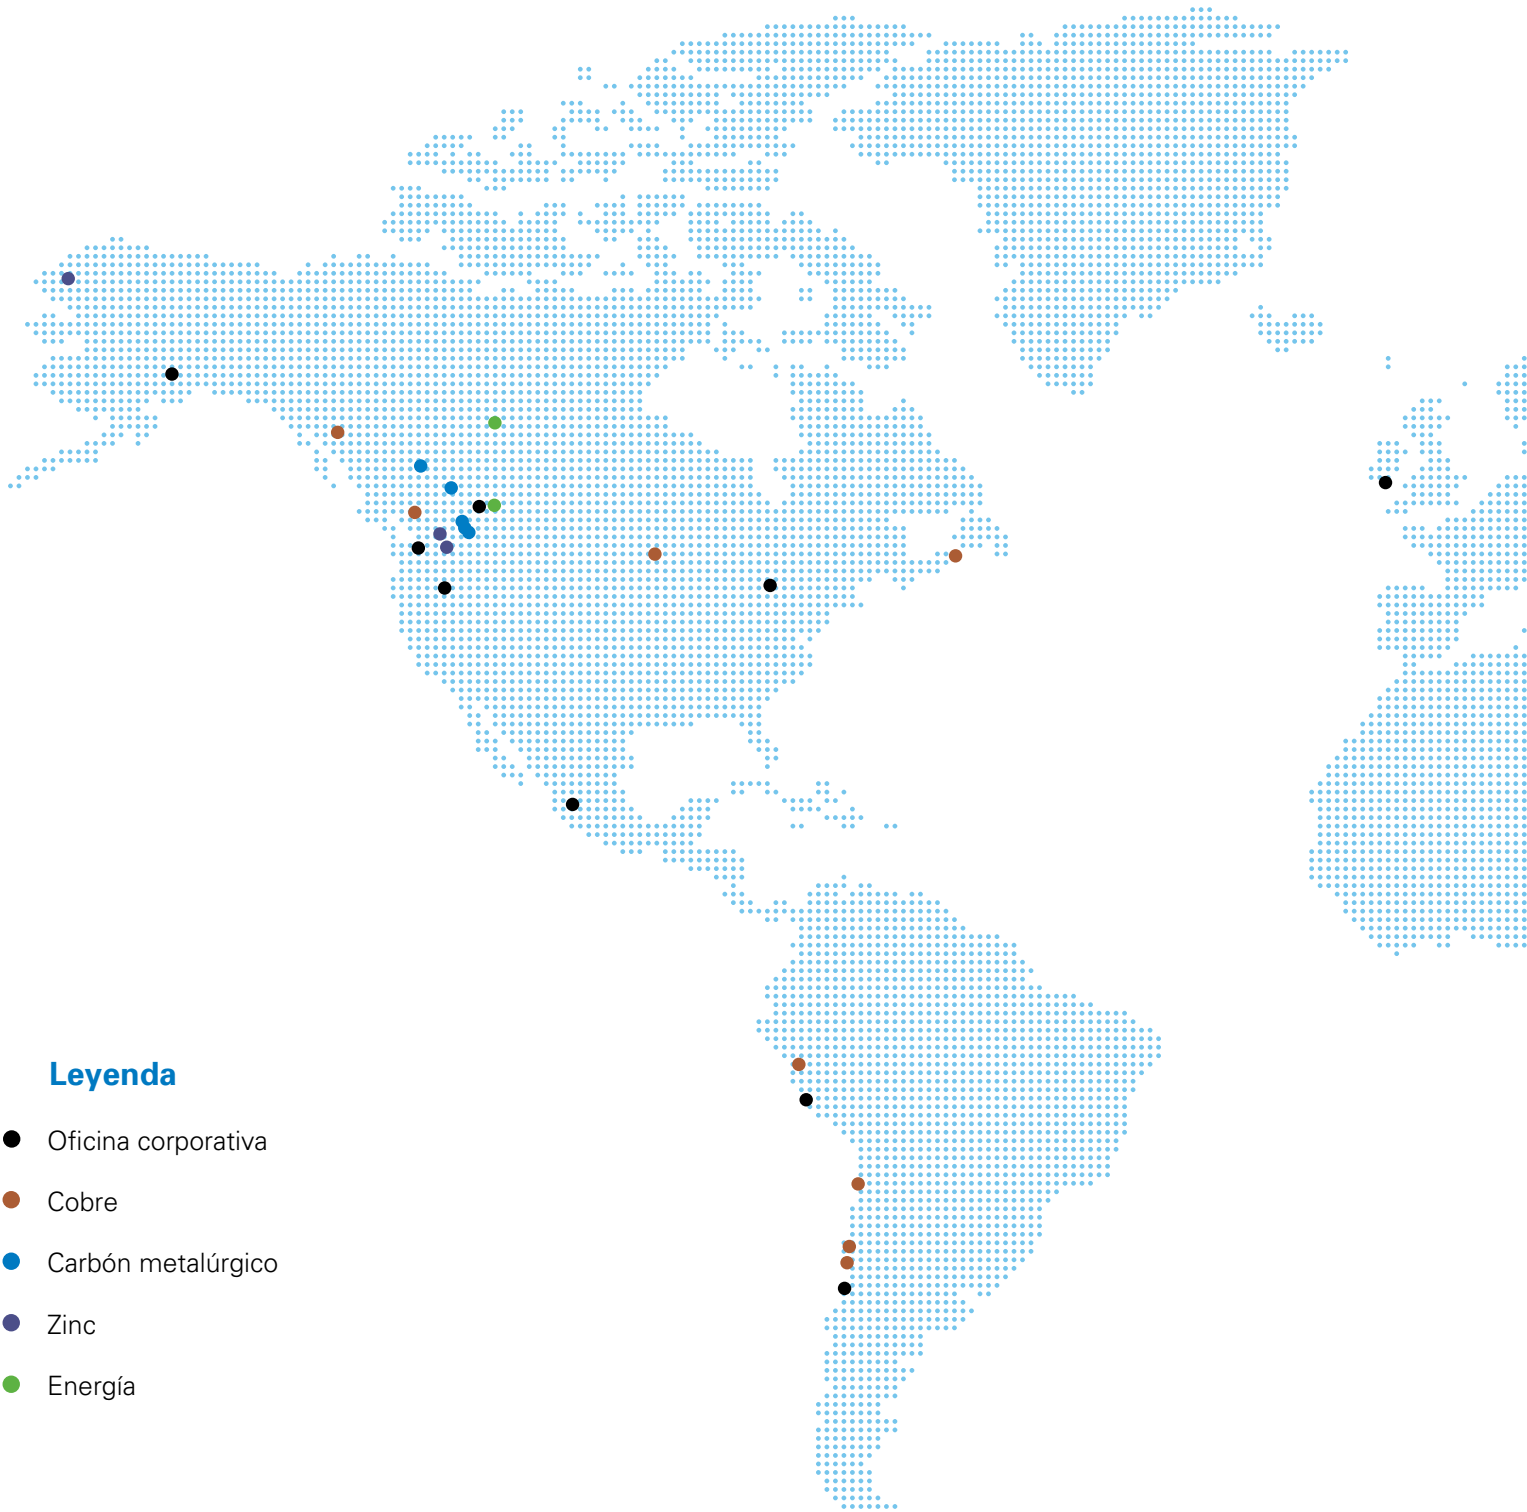 Leyenda
Oficina corporativa
Cobre
Carbón metalúrgico
Zinc
Energía